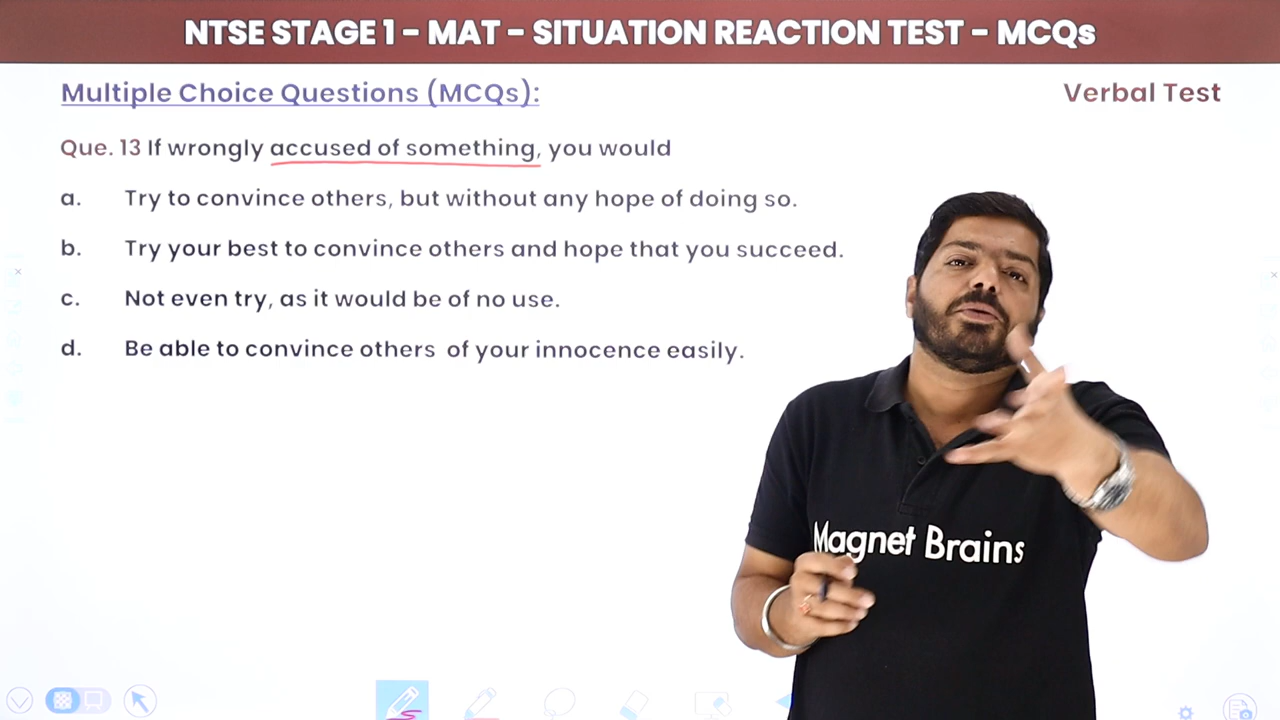 NTSE STAGE 1 – MAT – SITUATION REACTION TEST – MCQs
Multiple Choice Questions (MCQs):
Verbal Test
Que. 13 If wrongly accused of something, you would
a. Try to convince others, but without any hope of doing so.
b. Try your best to convince others and hope that you succeed.
c. Not even try, as it would be of no use.
d. Be able to convince others of your innocence easily.
Magnet Brains